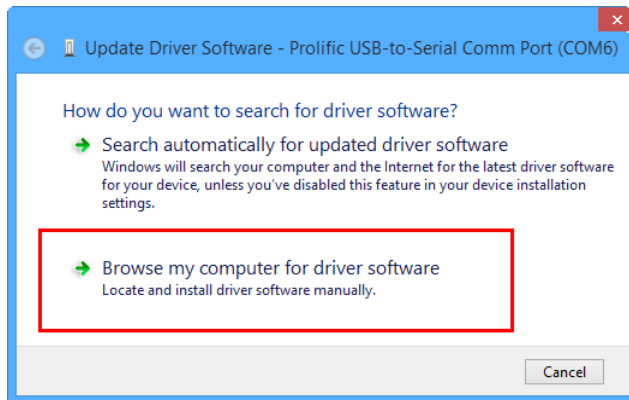 Update Driver Software - Prolific USB-to-Serial Comm Port (COM6)
How do you want to search for driver software?
Search automatically for updated driver software
Windows will search your computer and the Internet for the latest driver software
for your device, unless you've disabled this feature in your device installation
settings.
Browse my computer for driver software
Locate and install driver software manually.
Cancel